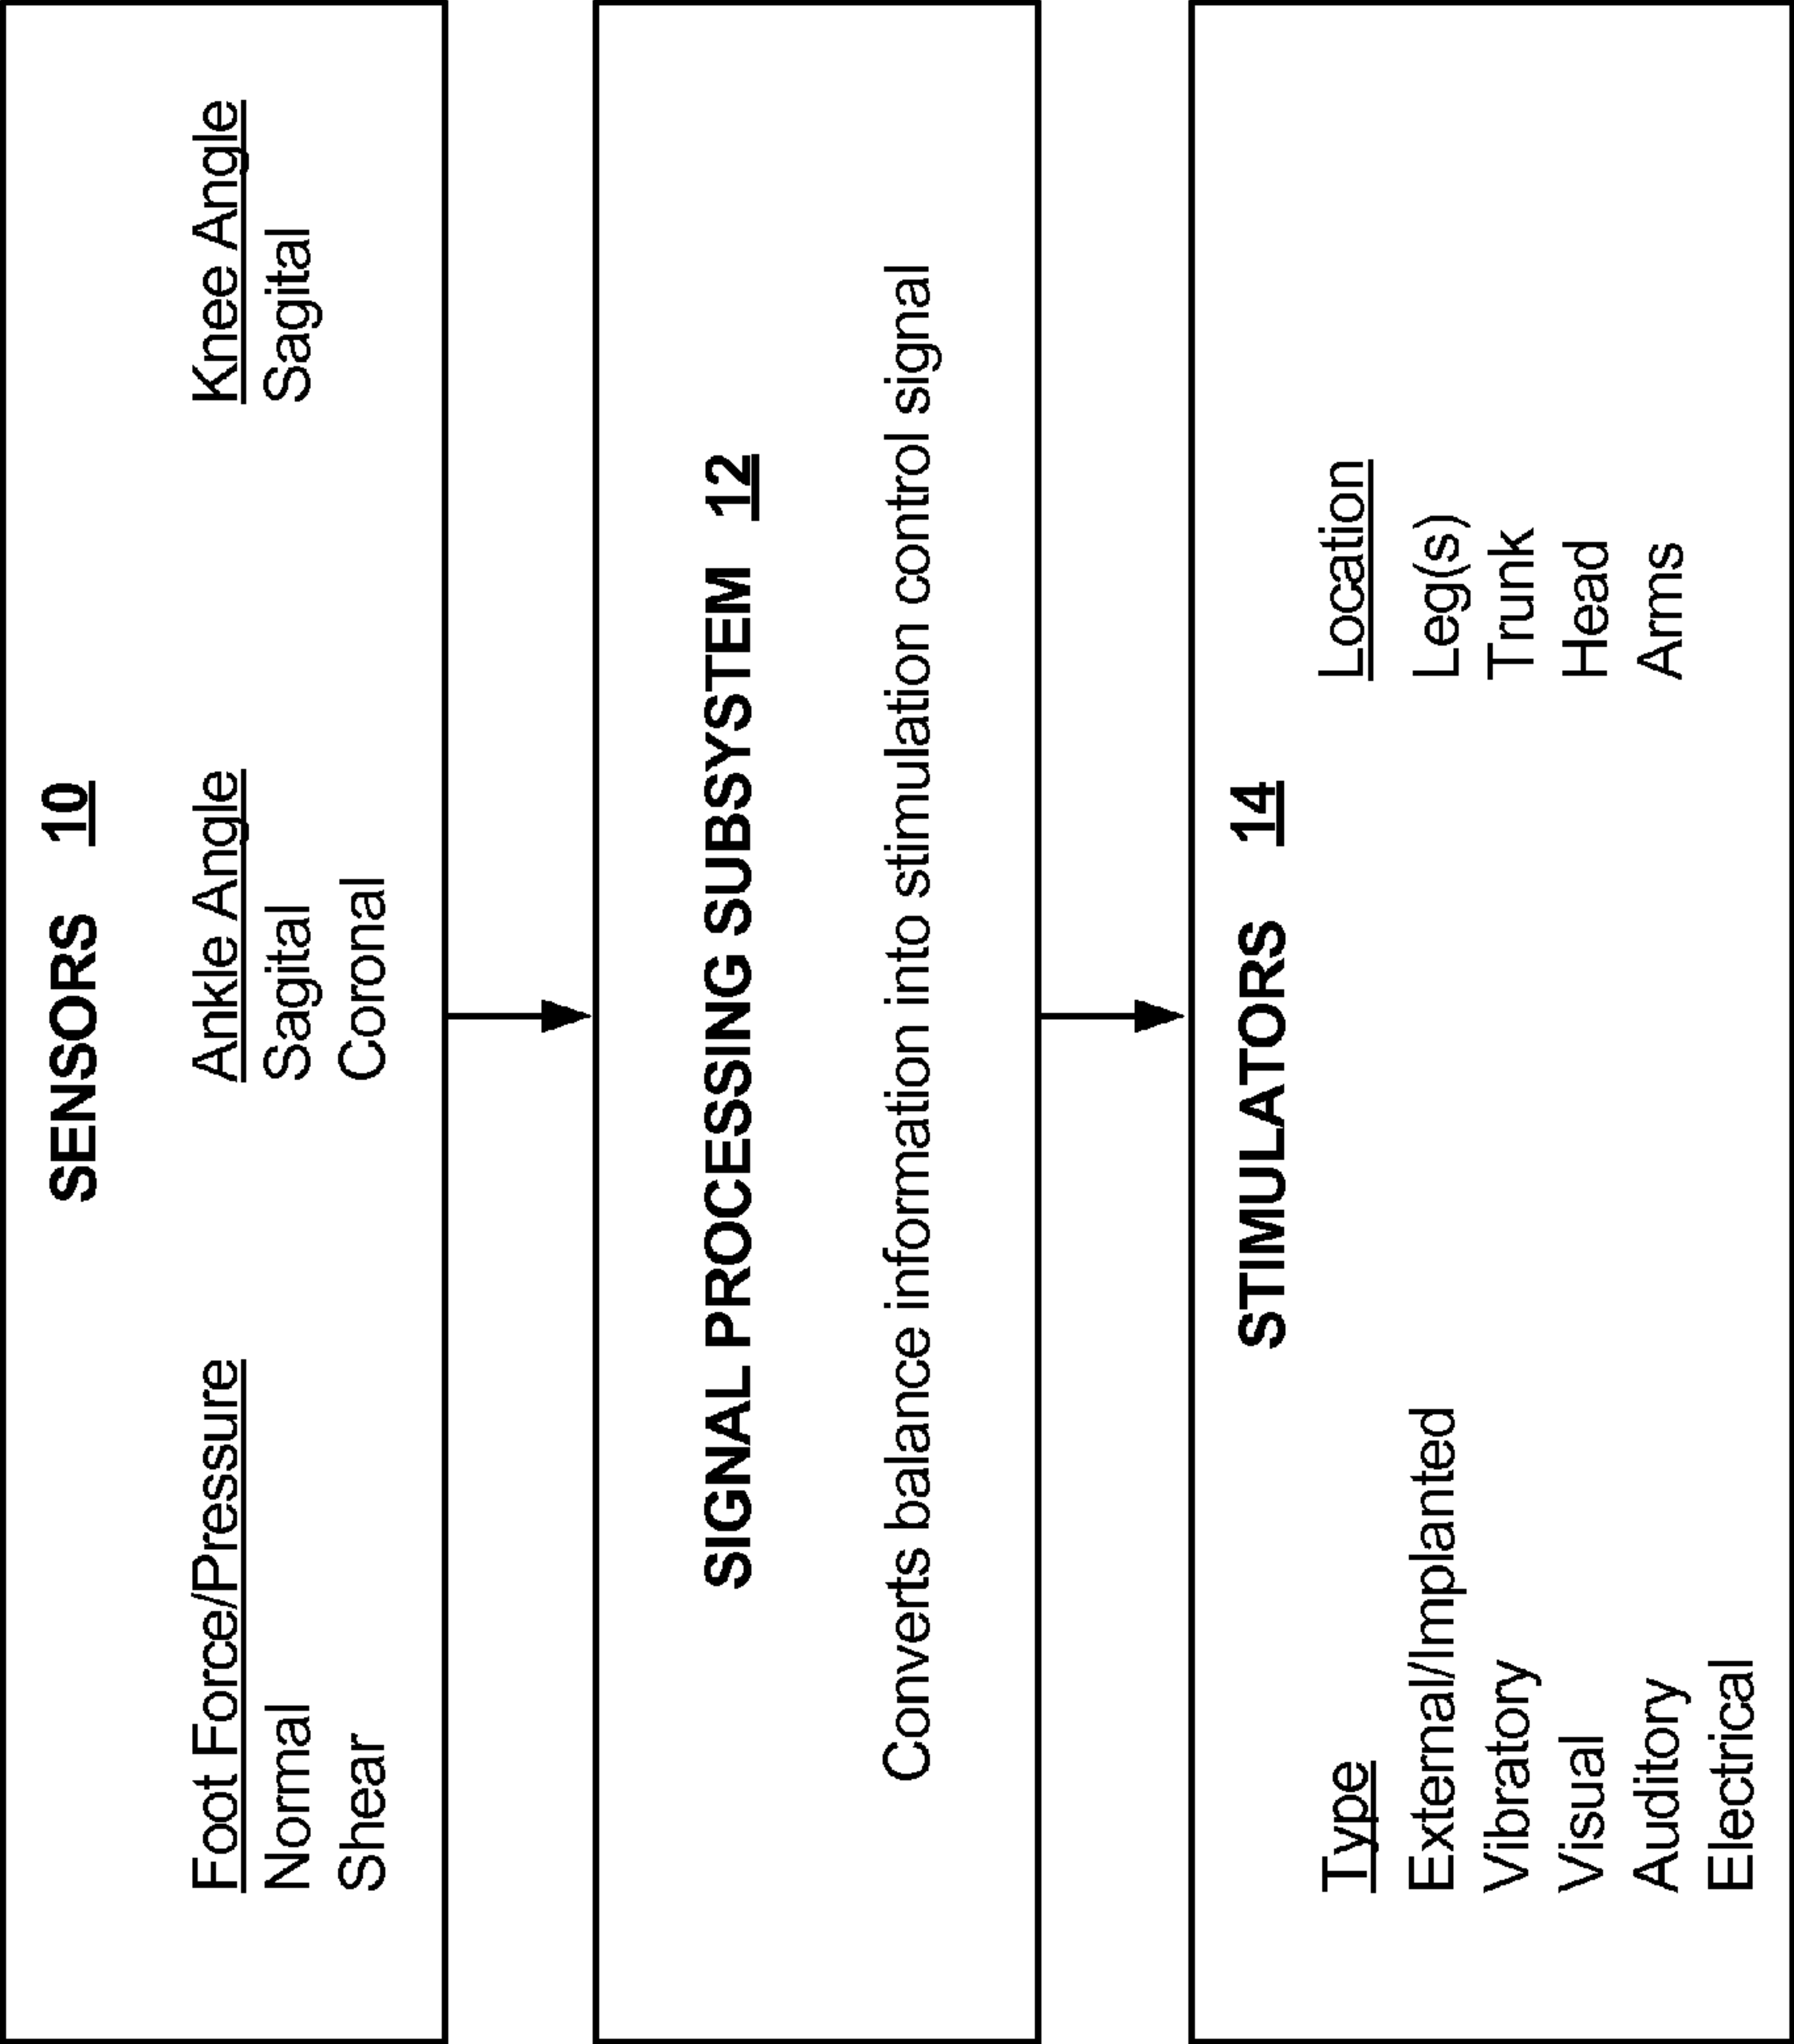 SENSORS 10
Foot Force/Pressure
Normal
Shear
Ankle Angle
Sagital
Coronal
Knee Angle
Sagital
SIGNAL PROCESSING SUBSYSTEM 12
Converts balance information into stimulation control signal
STIMULATORS 14
Type
External/Implanted
Vibratory
Visual
Auditory
Electrical
Location
Leg(s)
Trunk
Head
Arms